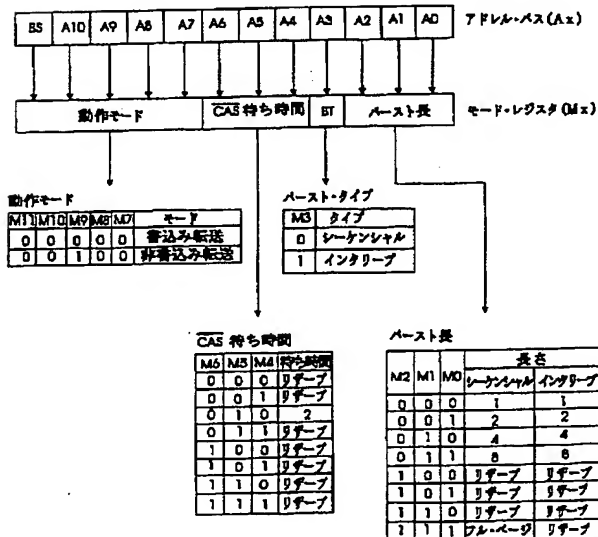 BS A10 A9 A8 A7 A6 A5 A4 A3 A2 A1 A0 アドレス・バス(Ax)
動作モード CAS 待ち時間 BT バースト長 モード・レジスタ(Mx)
動作モード
M11 M10 M9 M8 M7 モード
0 0 0 0 0 書込み転送
0 0 1 0 0 非書込み転送
バースト・タイプ
M3 タイプ
0 シーケンシャル
1 インタリーブ
CAS 待ち時間
M6 M5 M4 待ち時間
0 0 0 リザーブ
0 0 1 リザーブ
0 1 0 2
0 1 1 リザーブ
1 0 0 リザーブ
1 0 1 リザーブ
1 1 0 リザーブ
1 1 1 リザーブ
バースト長
M2 M1 M0 長さ
シーケンシャル インタリーブ
0 0 0 1 1
0 0 1 2 2
0 1 0 4 4
0 1 1 8 8
1 0 0 リザーブ リザーブ
1 0 1 リザーブ リザーブ
1 1 0 リザーブ リザーブ
1 1 1 フル・ページ リザーブ